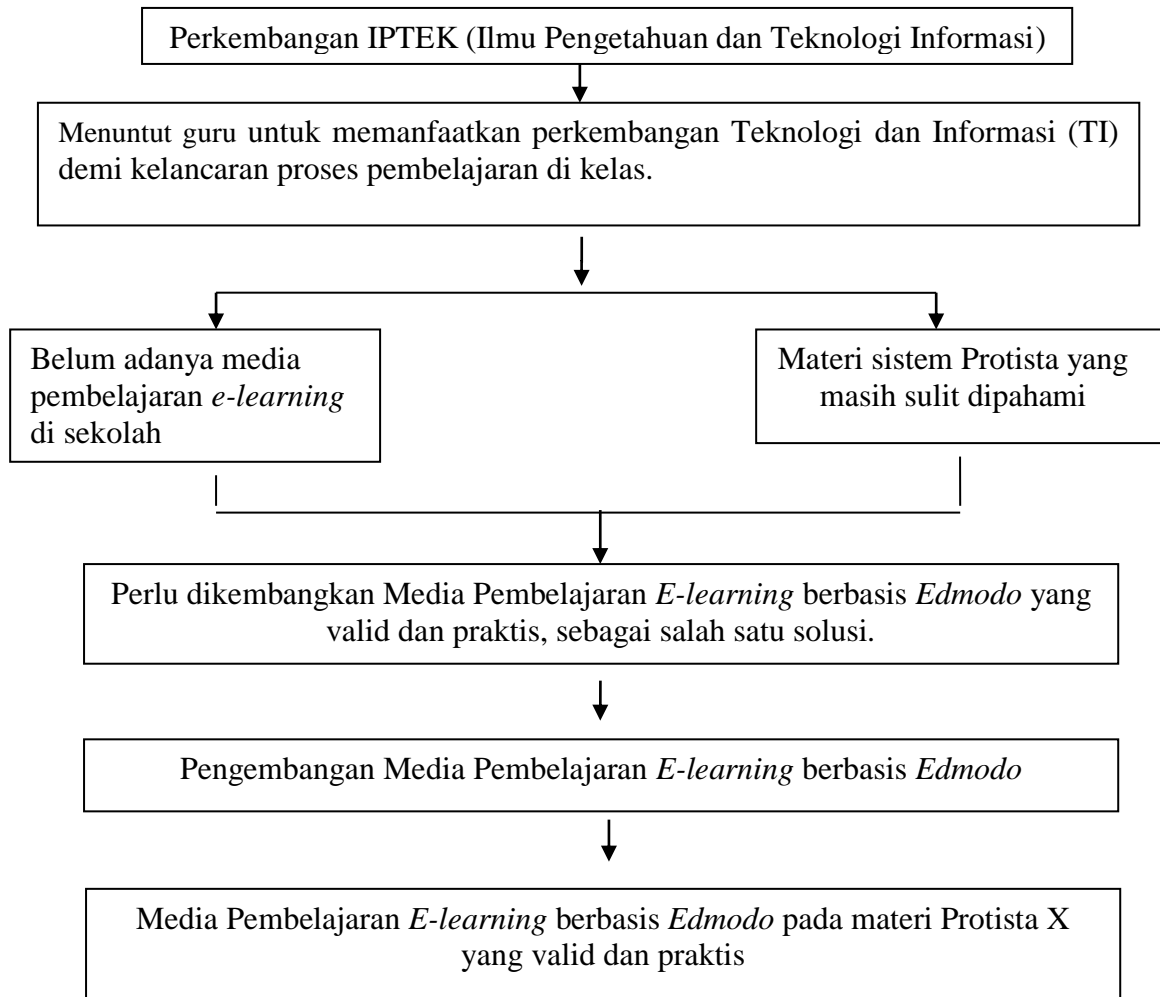 Perkembangan IPTEK (Ilmu Pengetahuan dan Teknologi Informasi)
Menuntut guru untuk memanfaatkan perkembangan Teknologi dan Informasi (TI)
demi kelancaran proses pembelajaran di kelas.
Belum adanya media
pembelajaran e-learning
di sekolah
Materi sistem Protista yang
masih sulit dipahami
Perlu dikembangkan Media Pembelajaran E-learning berbasis Edmodo yang
valid dan praktis, sebagai salah satu solusi.
Pengembangan Media Pembelajaran E-learning berbasis Edmodo
Media Pembelajaran E-learning berbasis Edmodo pada materi Protista X
yang valid dan praktis